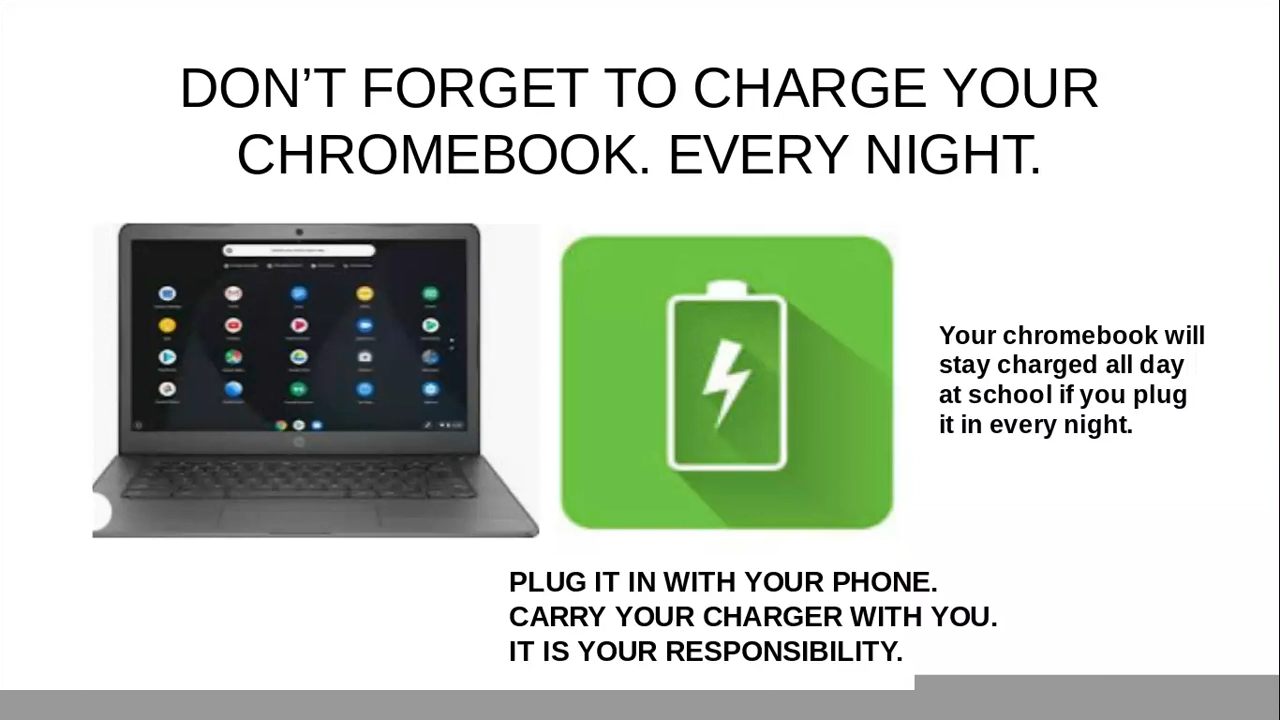 DON’T FORGET TO CHARGE YOUR
CHROMEBOOK. EVERY NIGHT.
Your chromebook will
stay charged all day
at school if you plug
it in every night.
PLUG IT IN WITH YOUR PHONE.
CARRY YOUR CHARGER WITH YOU.
IT IS YOUR RESPONSIBILITY.